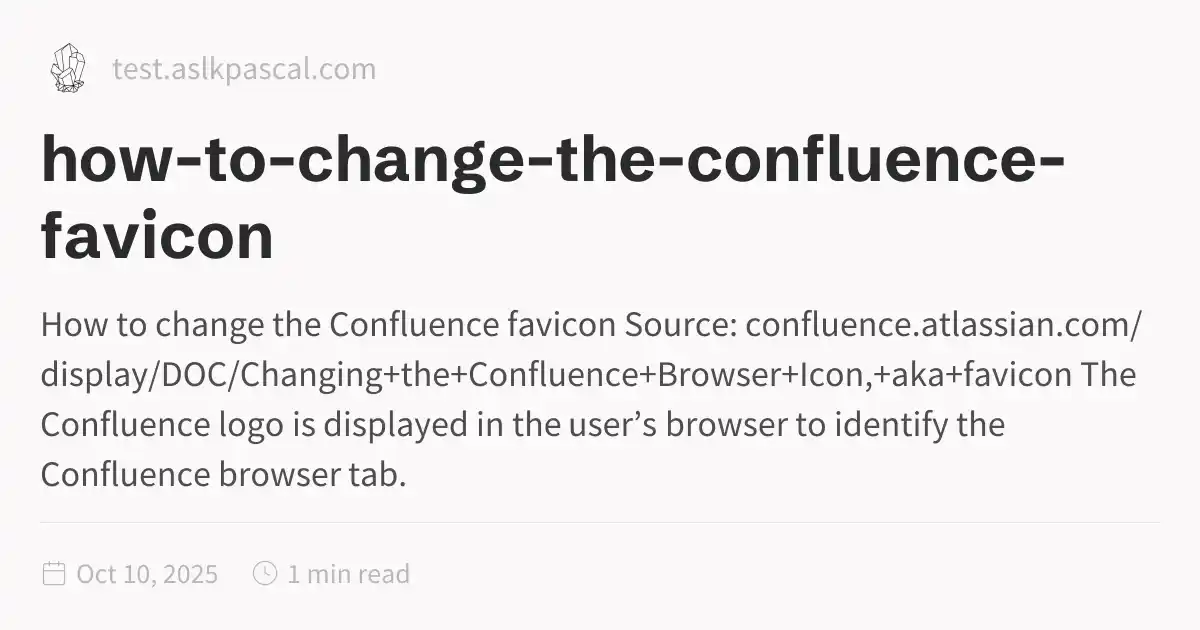 test.aslkpascal.com
how-to-change-the-confluence-
favicon
How to change the Confluence favicon Source: confluence.atlassian.com/
display/DOC/Changing+the+Confluence+Browser+Icon,+aka+favicon The
Confluence logo is displayed in the user’s browser to identify the
Confluence browser tab.
Oct 10, 2025 1 min read